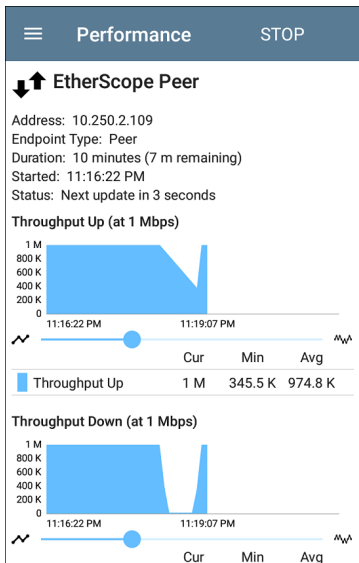 Performance STOP
EtherScope Peer
Address: 10.250.2.109
Endpoint Type: Peer
Duration: 10 minutes (7 m remaining)
Started: 11:16:22 PM
Status: Next update in 3 seconds
Throughput Up (at 1 Mbps)
1 M
800 K
600 K
400 K
200 K
0
11:16:22 PM 11:19:07 PM
Cur Min Avg
Throughput Up 1 M 345.5 K 974.8 K
Throughput Down (at 1 Mbps)
1 M
800 K
600 K
400 K
200 K
0
11:16:22 PM 11:19:07 PM
Cur Min Avg